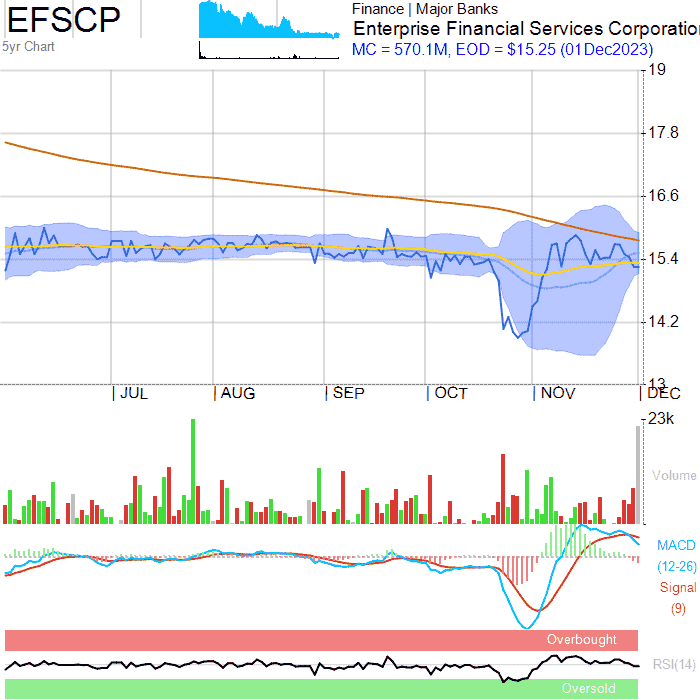 EFSCP
5yr Chart
Finance | Major Banks
Enterprise Financial Services Corporation
MC = 570.1M, EOD = $15.25 (01Dec2023)
19
17.8
16.6
15.4
14.2
13
| JUL | AUG | SEP | OCT | NOV | DEC
23k
Volume
MACD
(12-26)
Signal
(9)
Overbought
RSI(14)
Oversold